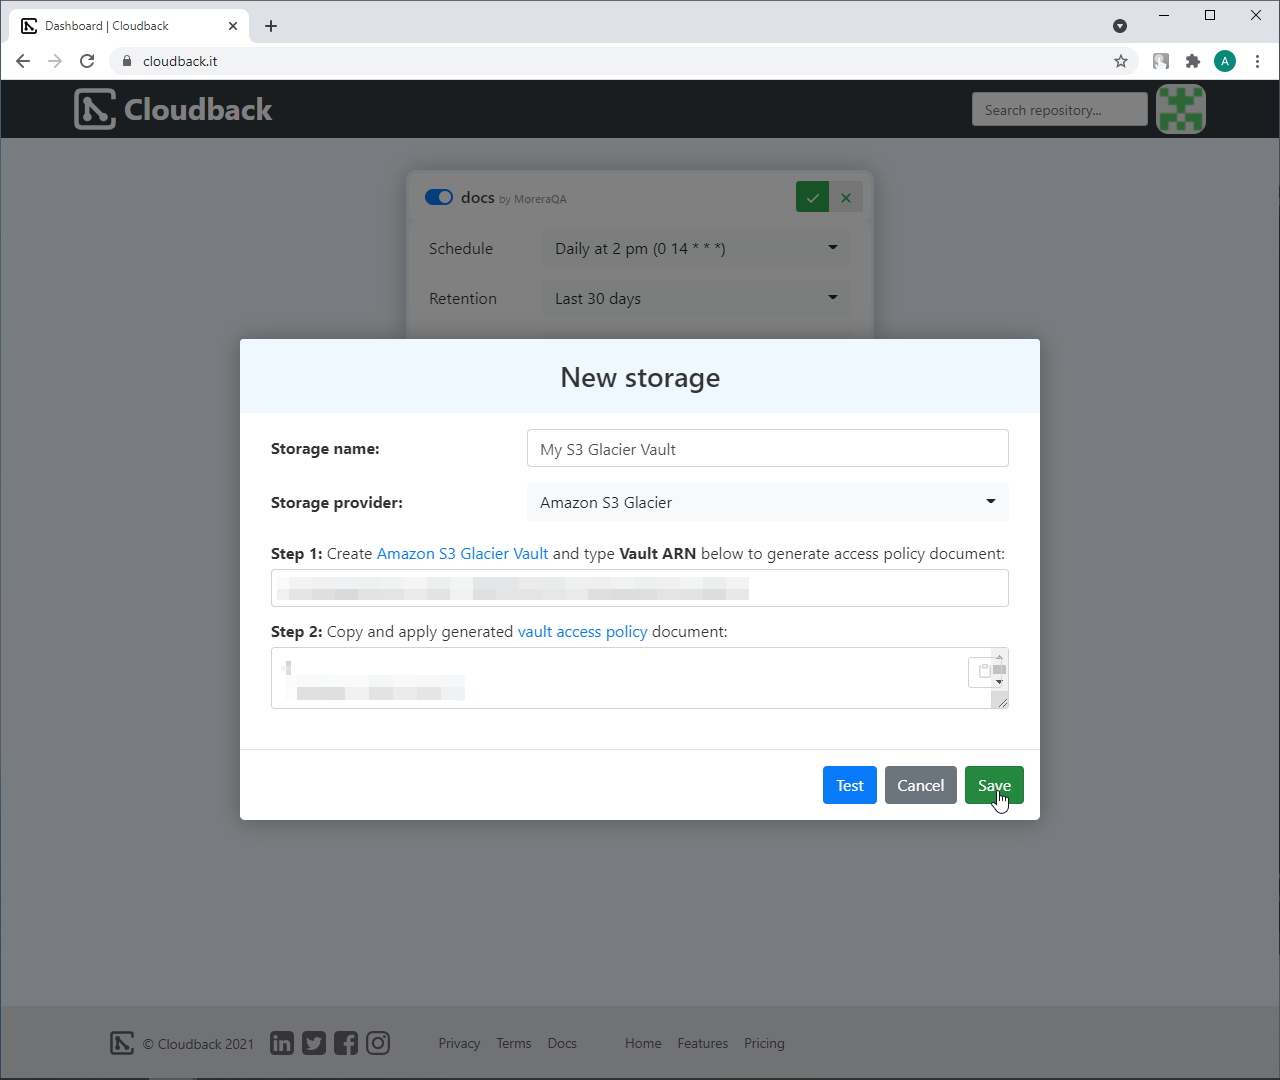 Dashboard | Cloudback
cloudback.it
A
Cloudback
Search repository...
docs by MoreraQA
Schedule
Daily at 2 pm (0 14 * * *)
Retention
Last 30 days
New storage
Storage name:
My S3 Glacier Vault
Storage provider:
Amazon S3 Glacier
Step 1: Create Amazon S3 Glacier Vault and type Vault ARN below to generate access policy document:
Step 2: Copy and apply generated vault access policy document:
Test Cancel Save
© Cloudback 2021
Privacy Terms Docs Home Features Pricing